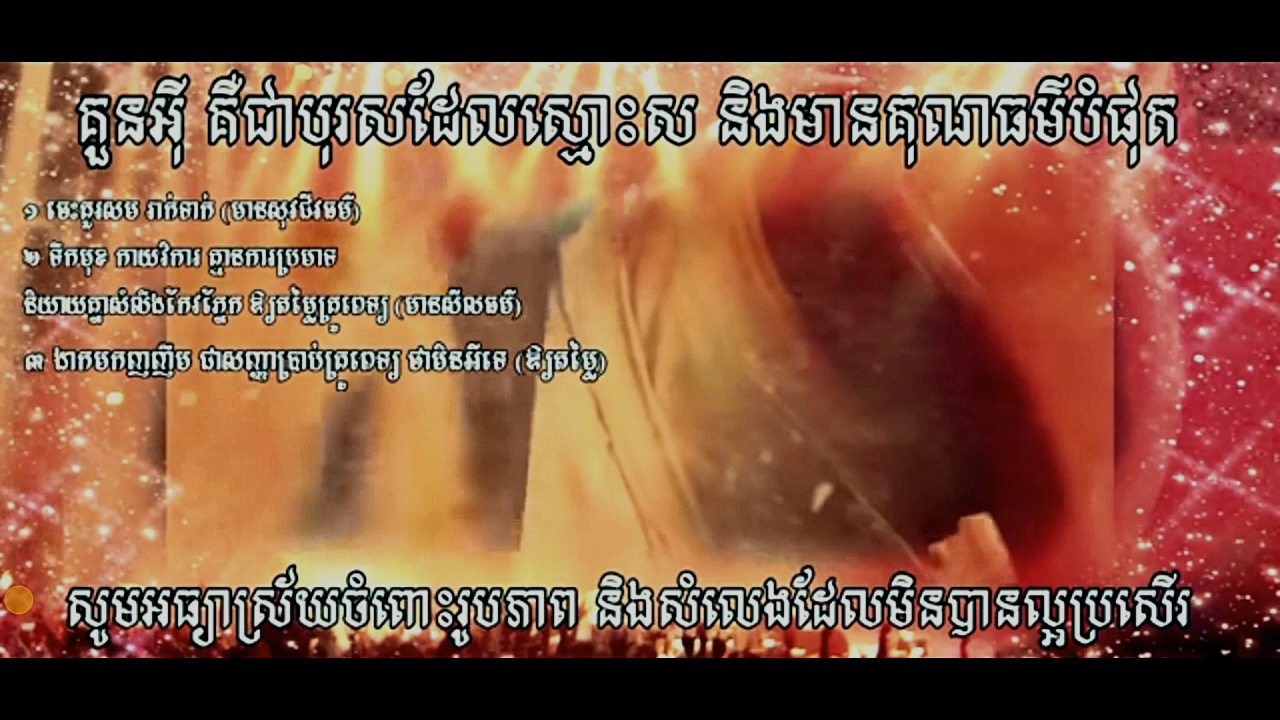 គួនអ៊ី គឺជាបុរសដែលស្មោះស និងមានគុណធម៌បំផុត
១ ចេះគួរសម រាក់ទាក់ (មានសុវជីវធម៌)
២ ទឹកមុខ កាយវិការ គ្មានការប្រមាទ
និយាយគ្នាសំលឹងកែវភ្នែក ឱ្យតម្លៃគ្រូពេទ្យ (មានសីលធម៌)
៣ ងាកមកញញឹម ជាសញ្ញាប្រាប់គ្រូពេទ្យ ថាមិនអីទេ (ឱ្យតម្លៃ)
សូមអធ្យាស្រ័យចំពោះរូបភាព និងសំលេងដែលមិនបានល្អប្រសើរ